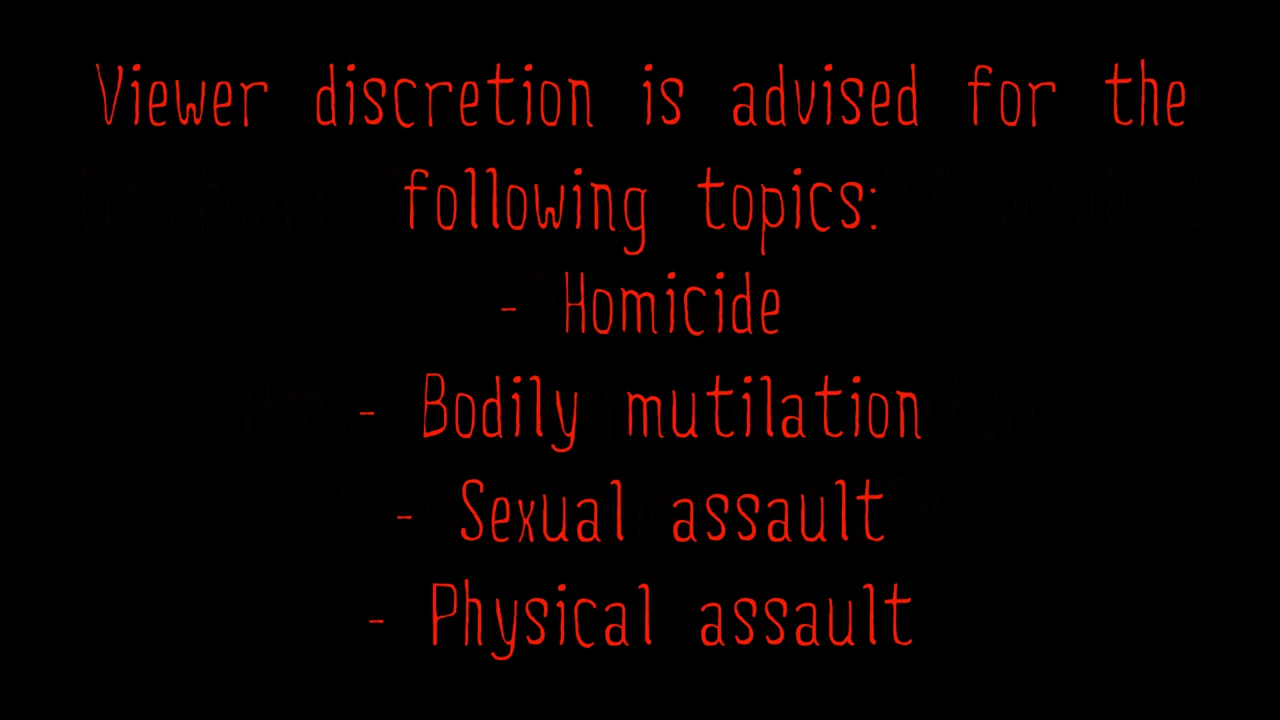 Viewer discretion is advised for the
following topics:
- Homicide
- Bodily mutilation
- Sexual assault
- Physical assault